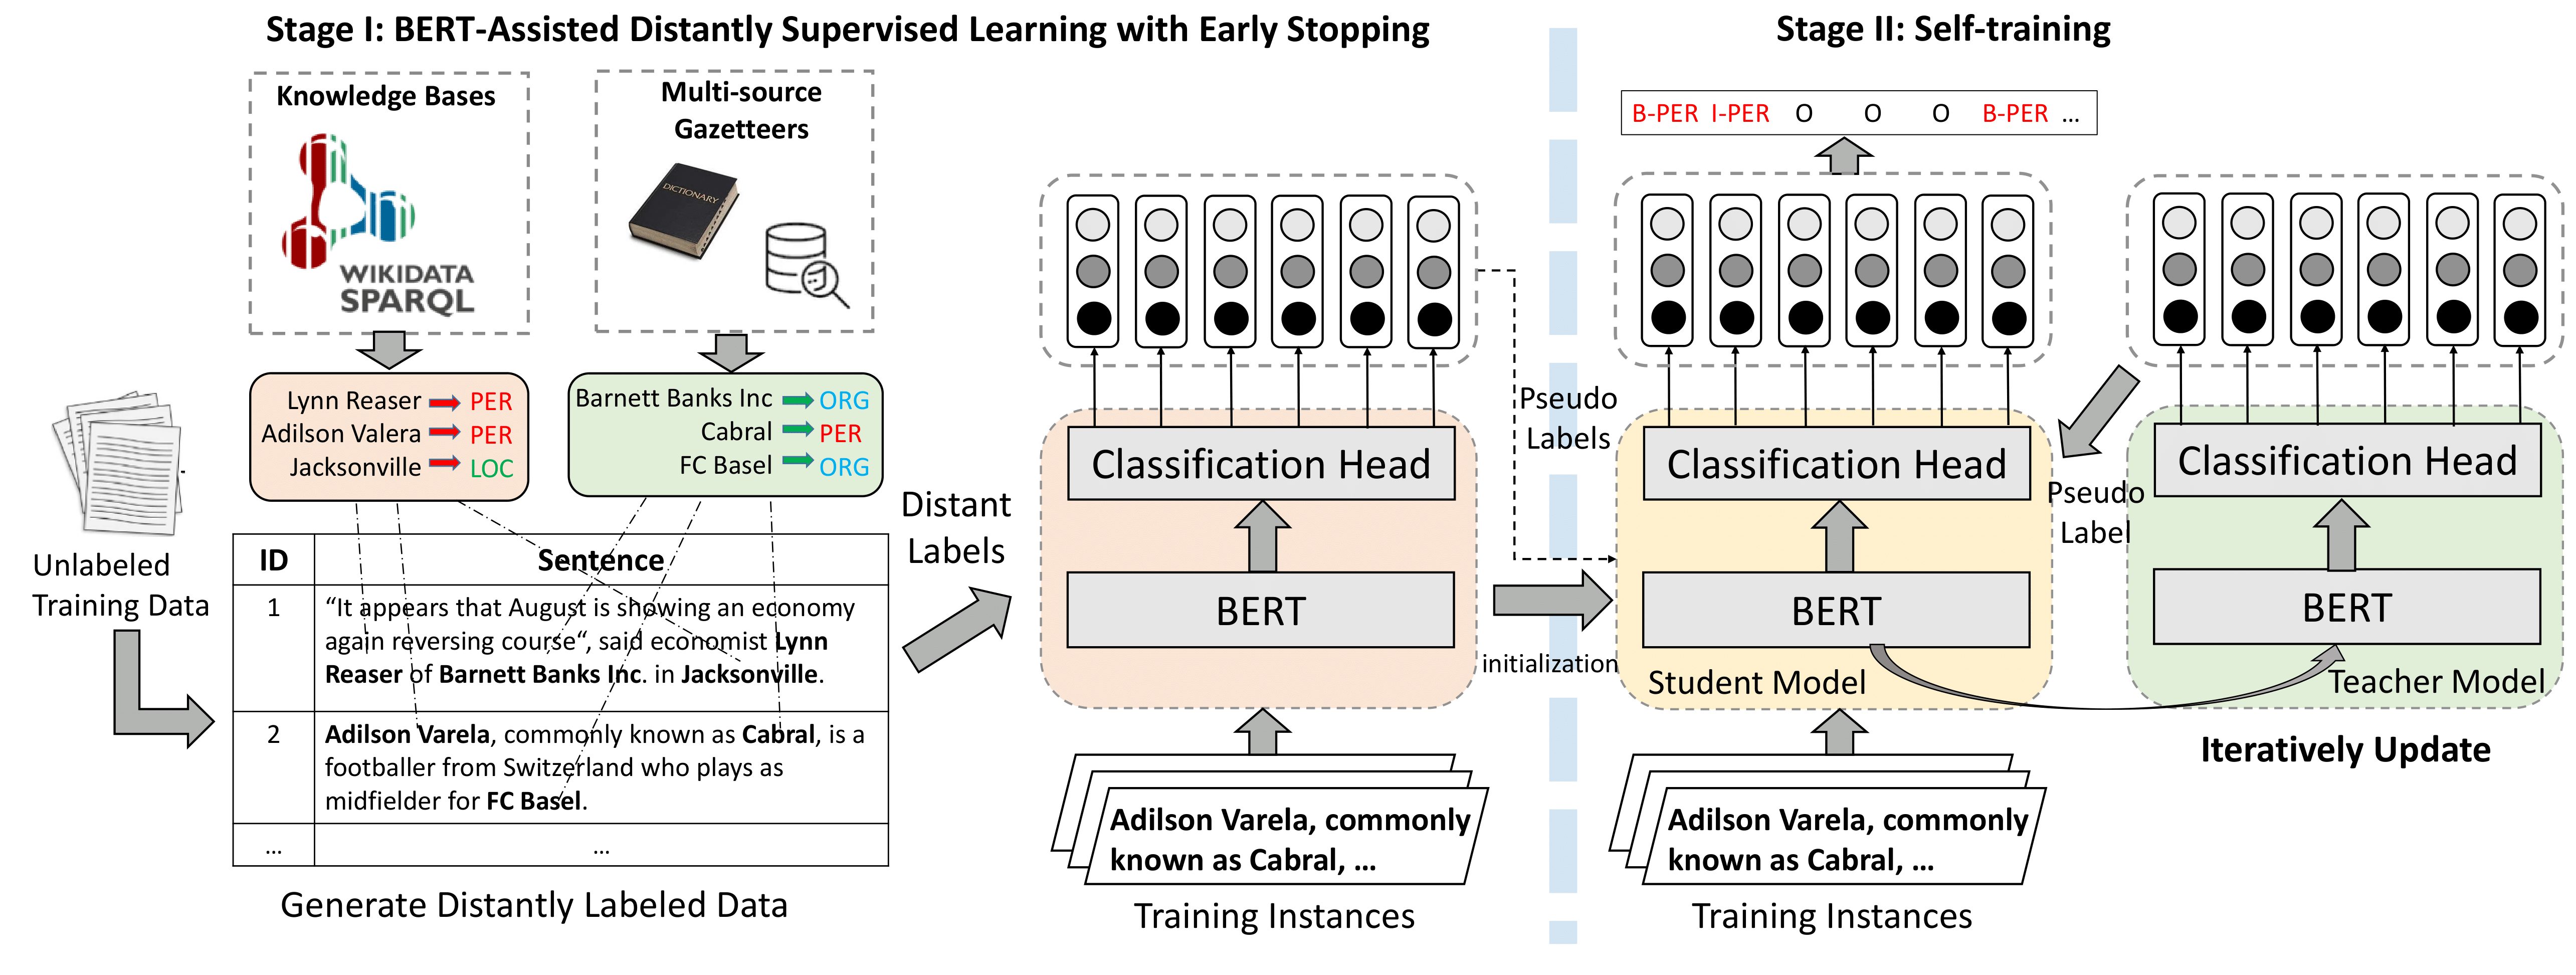 Stage I: BERT-Assisted Distantly Supervised Learning with Early Stopping
Knowledge Bases
WIKIDATA
SPARQL
Multi-source
Gazetteers
DICTIONARY
Lynn Reaser PER
Adilson Valera PER
Jacksonville LOC
Barnett Banks Inc ORG
Cabral PER
FC Basel ORG
Unlabeled
Training Data
ID Sentence
1 “It appears that August is showing an economy
again reversing course“, said economist Lynn
Reaser of Barnett Banks Inc. in Jacksonville.
2 Adilson Varela, commonly known as Cabral, is a
footballer from Switzerland who plays as
midfielder for FC Basel.
... ...
Generate Distantly Labeled Data
Distant
Labels
Classification Head
BERT
Adilson Varela, commonly
known as Cabral, ...
Training Instances
Pseudo
Labels
initialization
Stage II: Self-training
B-PER I-PER O O O B-PER ...
Classification Head
BERT
Student Model
Adilson Varela, commonly
known as Cabral, ...
Training Instances
Pseudo
Label
Classification Head
BERT
Teacher Model
Iteratively Update